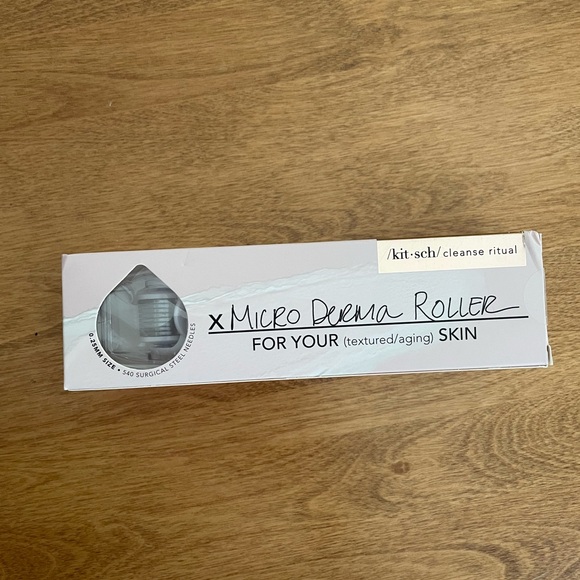 /kit·sch/ cleanse ritual
x Micro Derma Roller
FOR YOUR (textured/aging) SKIN
0.25MM SIZE • 540 SURGICAL STEEL NEEDLES